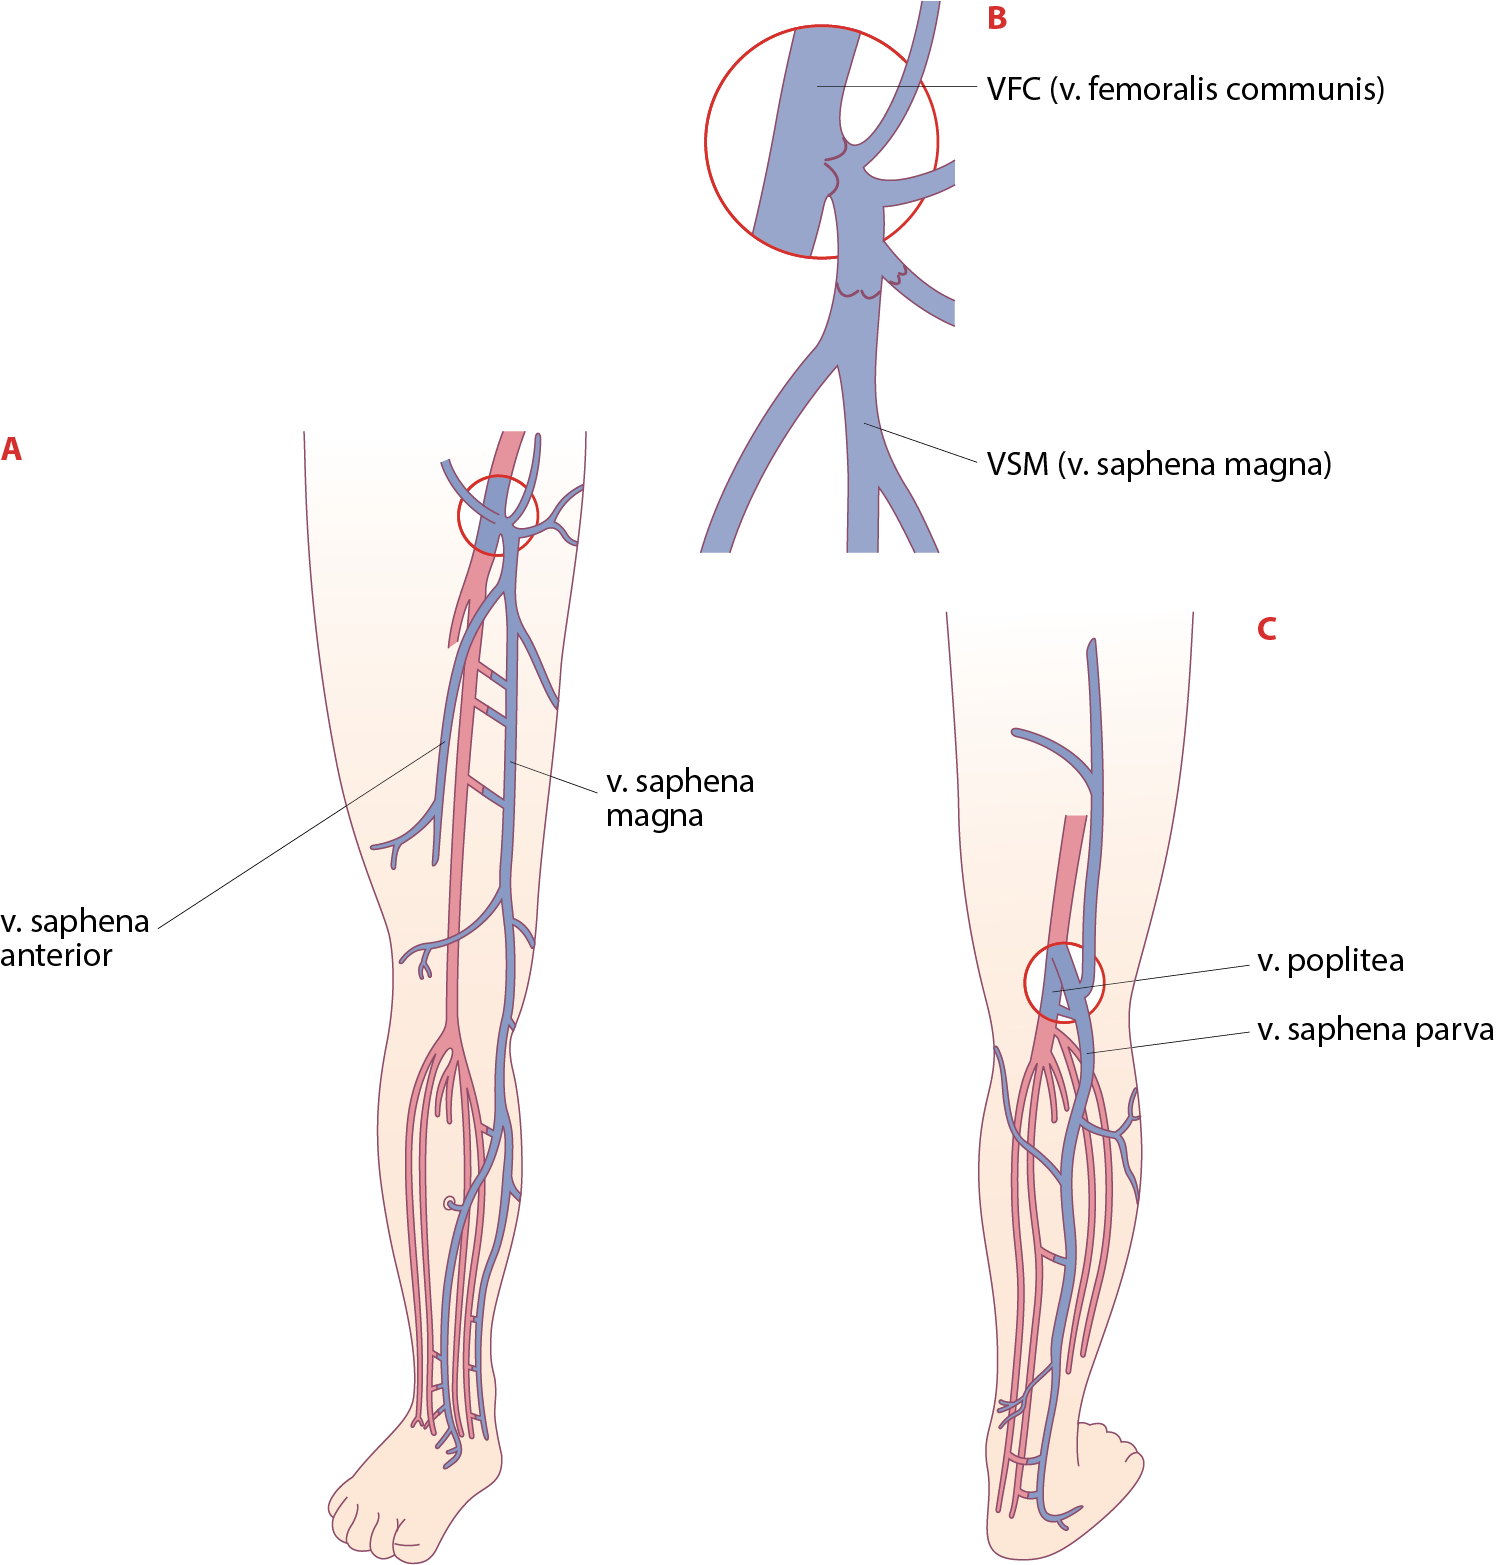 B
VFC (v. femoralis communis)
VSM (v. saphena magna)
A
v. saphena
magna
v. saphena
anterior
C
v. poplitea
v. saphena parva